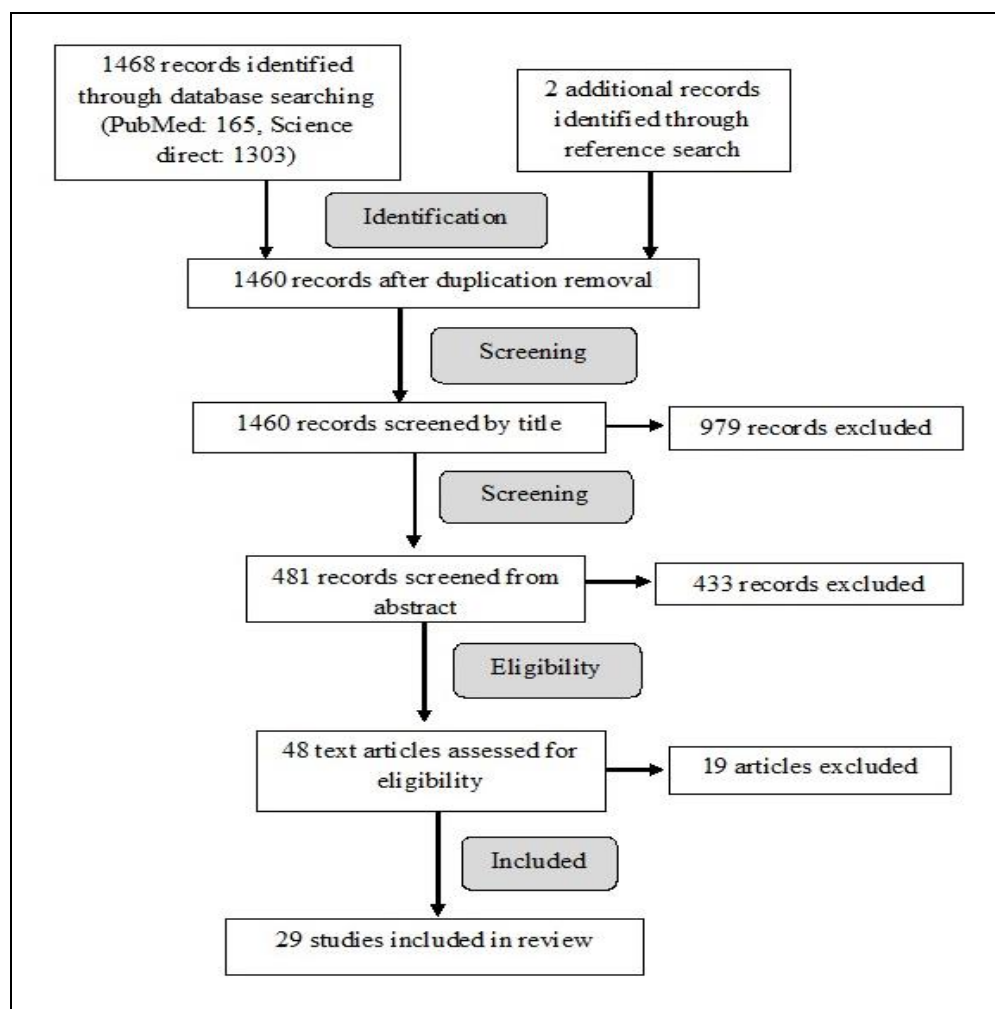 1468 records identified
through database searching
(PubMed: 165, Science
direct: 1303)
2 additional records
identified through
reference search
Identification
1460 records after duplication removal
Screening
1460 records screened by title
979 records excluded
Screening
481 records screened from
abstract
433 records excluded
Eligibility
48 text articles assessed for
eligibility
19 articles excluded
Included
29 studies included in review